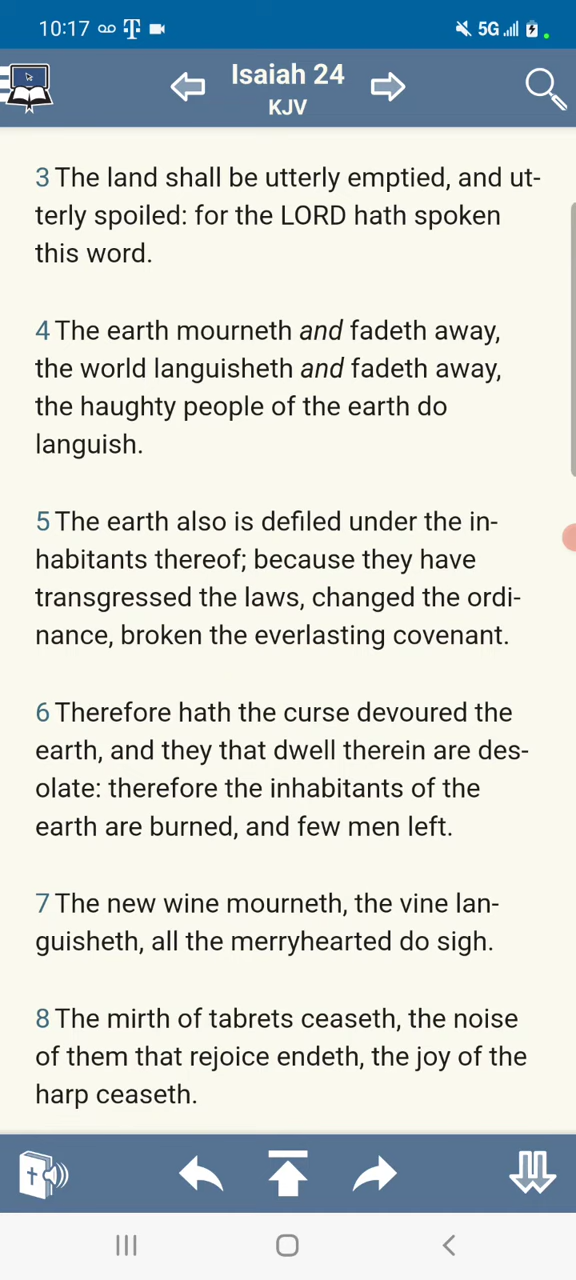 10:17
5G
Isaiah 24
KJV
3 The land shall be utterly emptied, and ut-
terly spoiled: for the LORD hath spoken
this word.
4 The earth mourneth and fadeth away,
the world languisheth and fadeth away,
the haughty people of the earth do
languish.
5 The earth also is defiled under the in-
habitants thereof; because they have
transgressed the laws, changed the ordi-
nance, broken the everlasting covenant.
6 Therefore hath the curse devoured the
earth, and they that dwell therein are des-
olate: therefore the inhabitants of the
earth are burned, and few men left.
7 The new wine mourneth, the vine lan-
guisheth, all the merryhearted do sigh.
8 The mirth of tabrets ceaseth, the noise
of them that rejoice endeth, the joy of the
harp ceaseth.